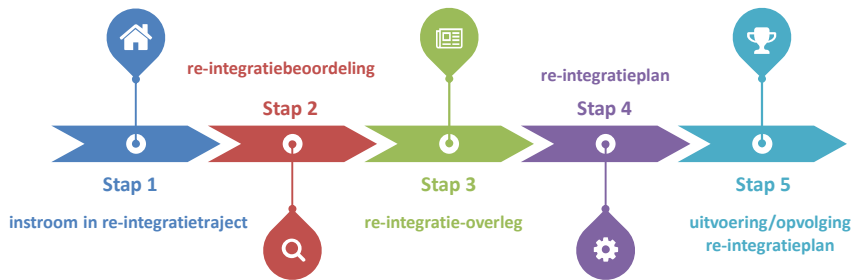 Stap 1
instroom in re-integratietraject
re-integratiebeoordeling
Stap 2
Stap 3
re-integratie-overleg
re-integratieplan
Stap 4
Stap 5
uitvoering/opvolging
re-integratieplan